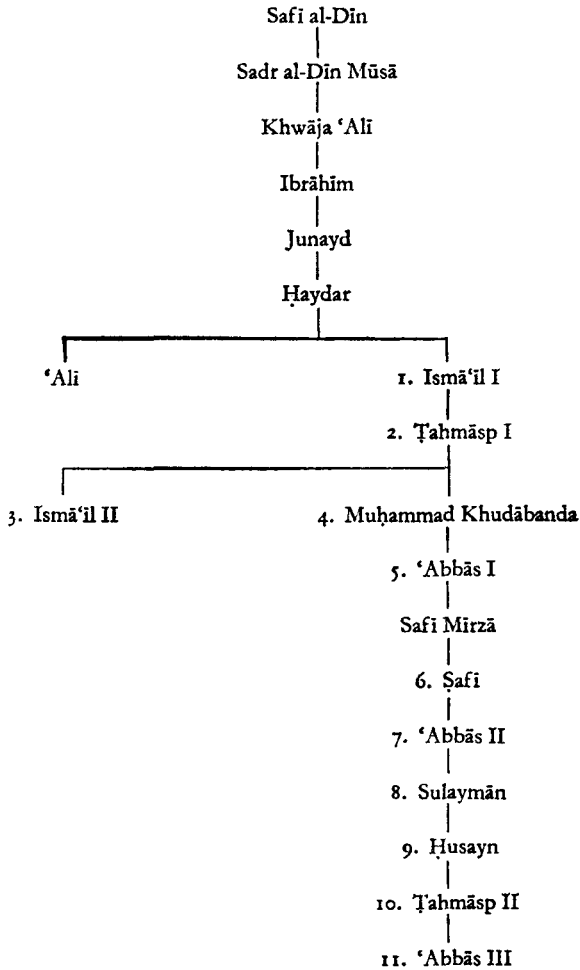 Safi al-Dīn
Sadr al-Dīn Mūsā
Khwāja ‘Alī
Ibrāhīm
Junayd
Ḥaydar
‘Alī
1. Ismā‘īl I
2. Ṭahmāsp I
3. Ismā‘īl II
4. Muḥammad Khudābanda
5. ‘Abbās I
Safī Mīrzā
6. Ṣafī
7. ‘Abbās II
8. Sulaymān
9. Ḥusayn
10. Ṭahmāsp II
11. ‘Abbās III